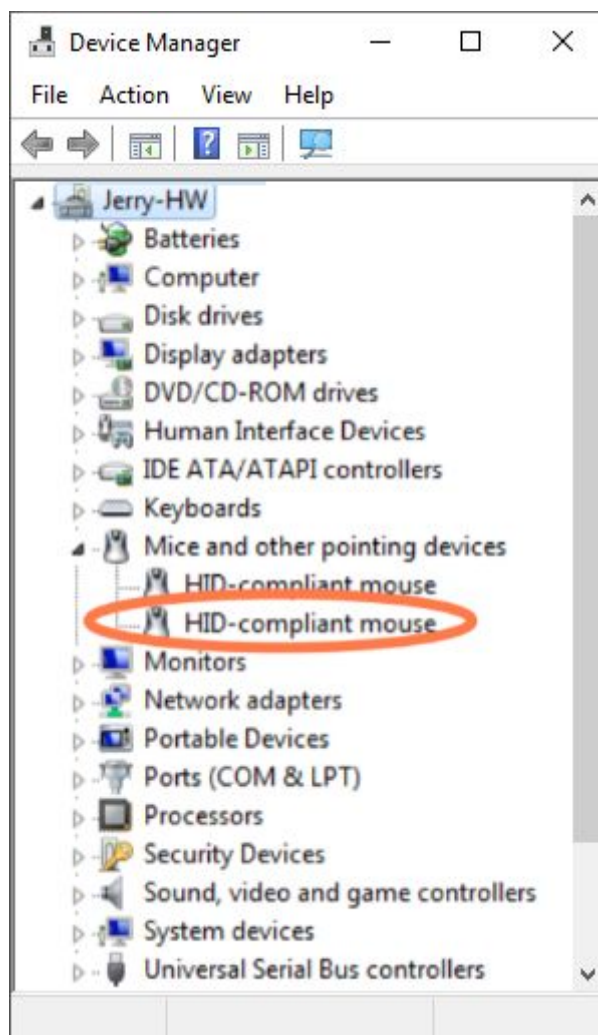 Device Manager
File Action View Help
Jerry-HW
Batteries
Computer
Disk drives
Display adapters
DVD/CD-ROM drives
Human Interface Devices
IDE ATA/ATAPI controllers
Keyboards
Mice and other pointing devices
HID-compliant mouse
HID-compliant mouse
Monitors
Network adapters
Portable Devices
Ports (COM & LPT)
Processors
Security Devices
Sound, video and game controllers
System devices
Universal Serial Bus controllers